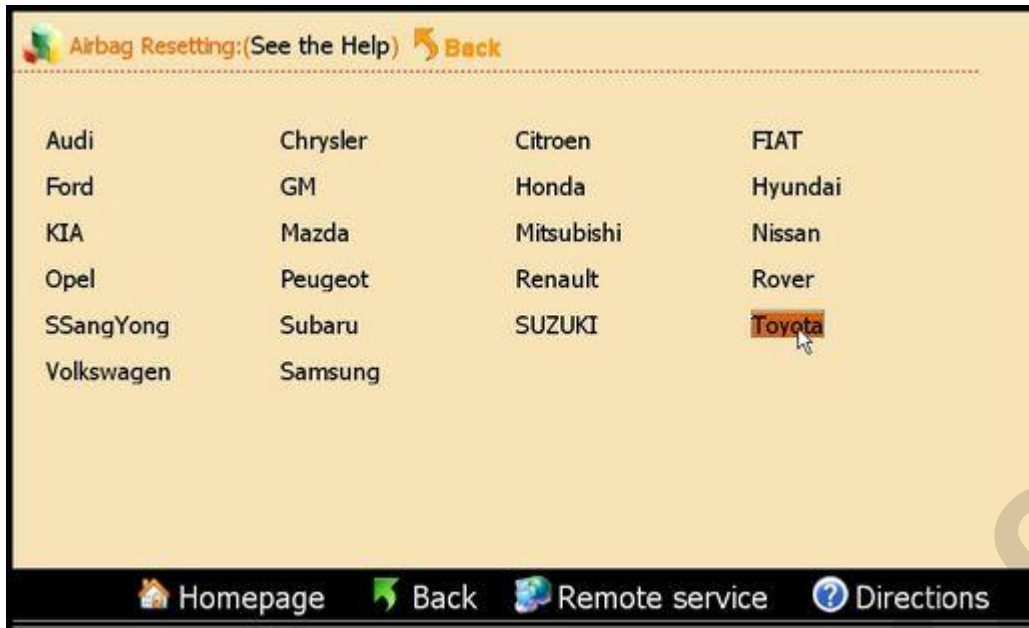 Airbag Resetting:(See the Help) Back
Audi Chrysler Citroen FIAT
Ford GM Honda Hyundai
KIA Mazda Mitsubishi Nissan
Opel Peugeot Renault Rover
SSangYong Subaru SUZUKI Toyota
Volkswagen Samsung
Homepage Back Remote service Directions